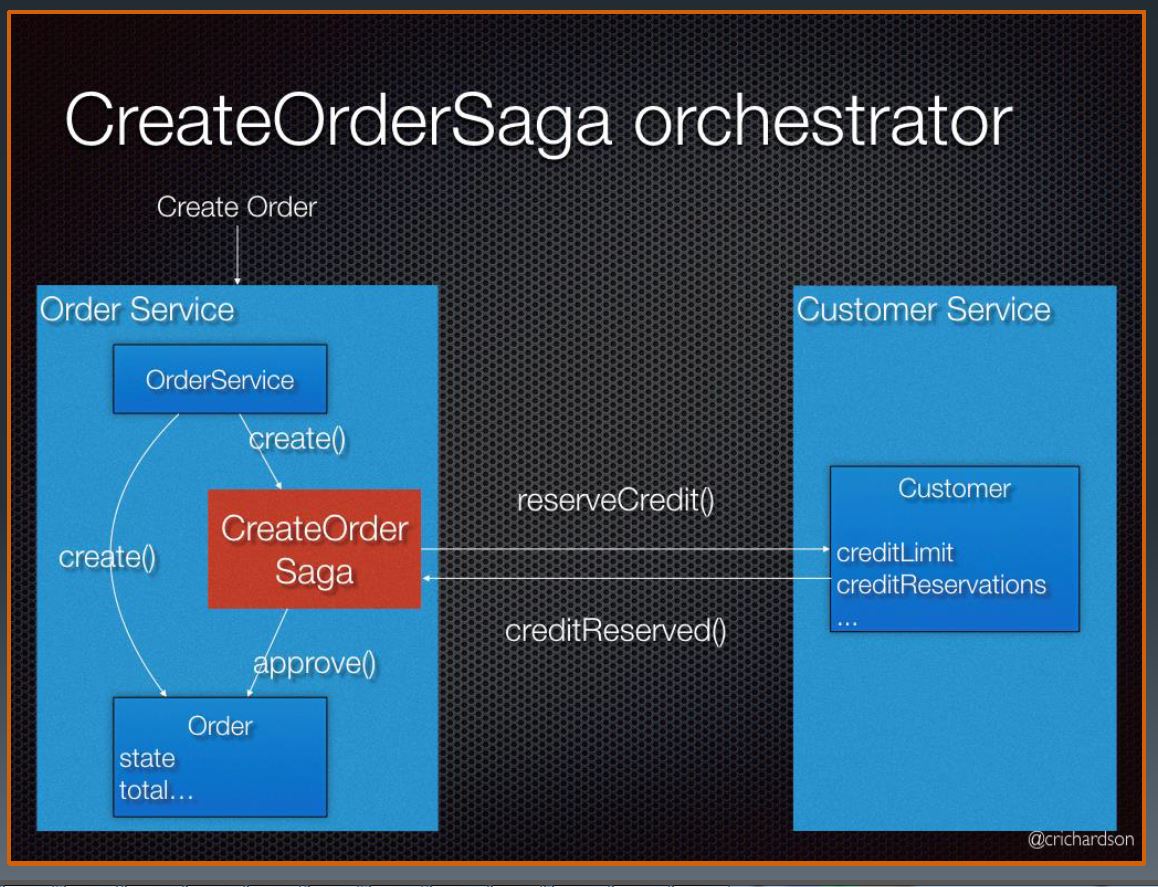 CreateOrderSaga orchestrator
Create Order
Order Service
OrderService
create()
create()
CreateOrder
Saga
approve()
Order
state
total...
reserveCredit()
creditReserved()
Customer Service
Customer
creditLimit
creditReservations
...
@crichardson